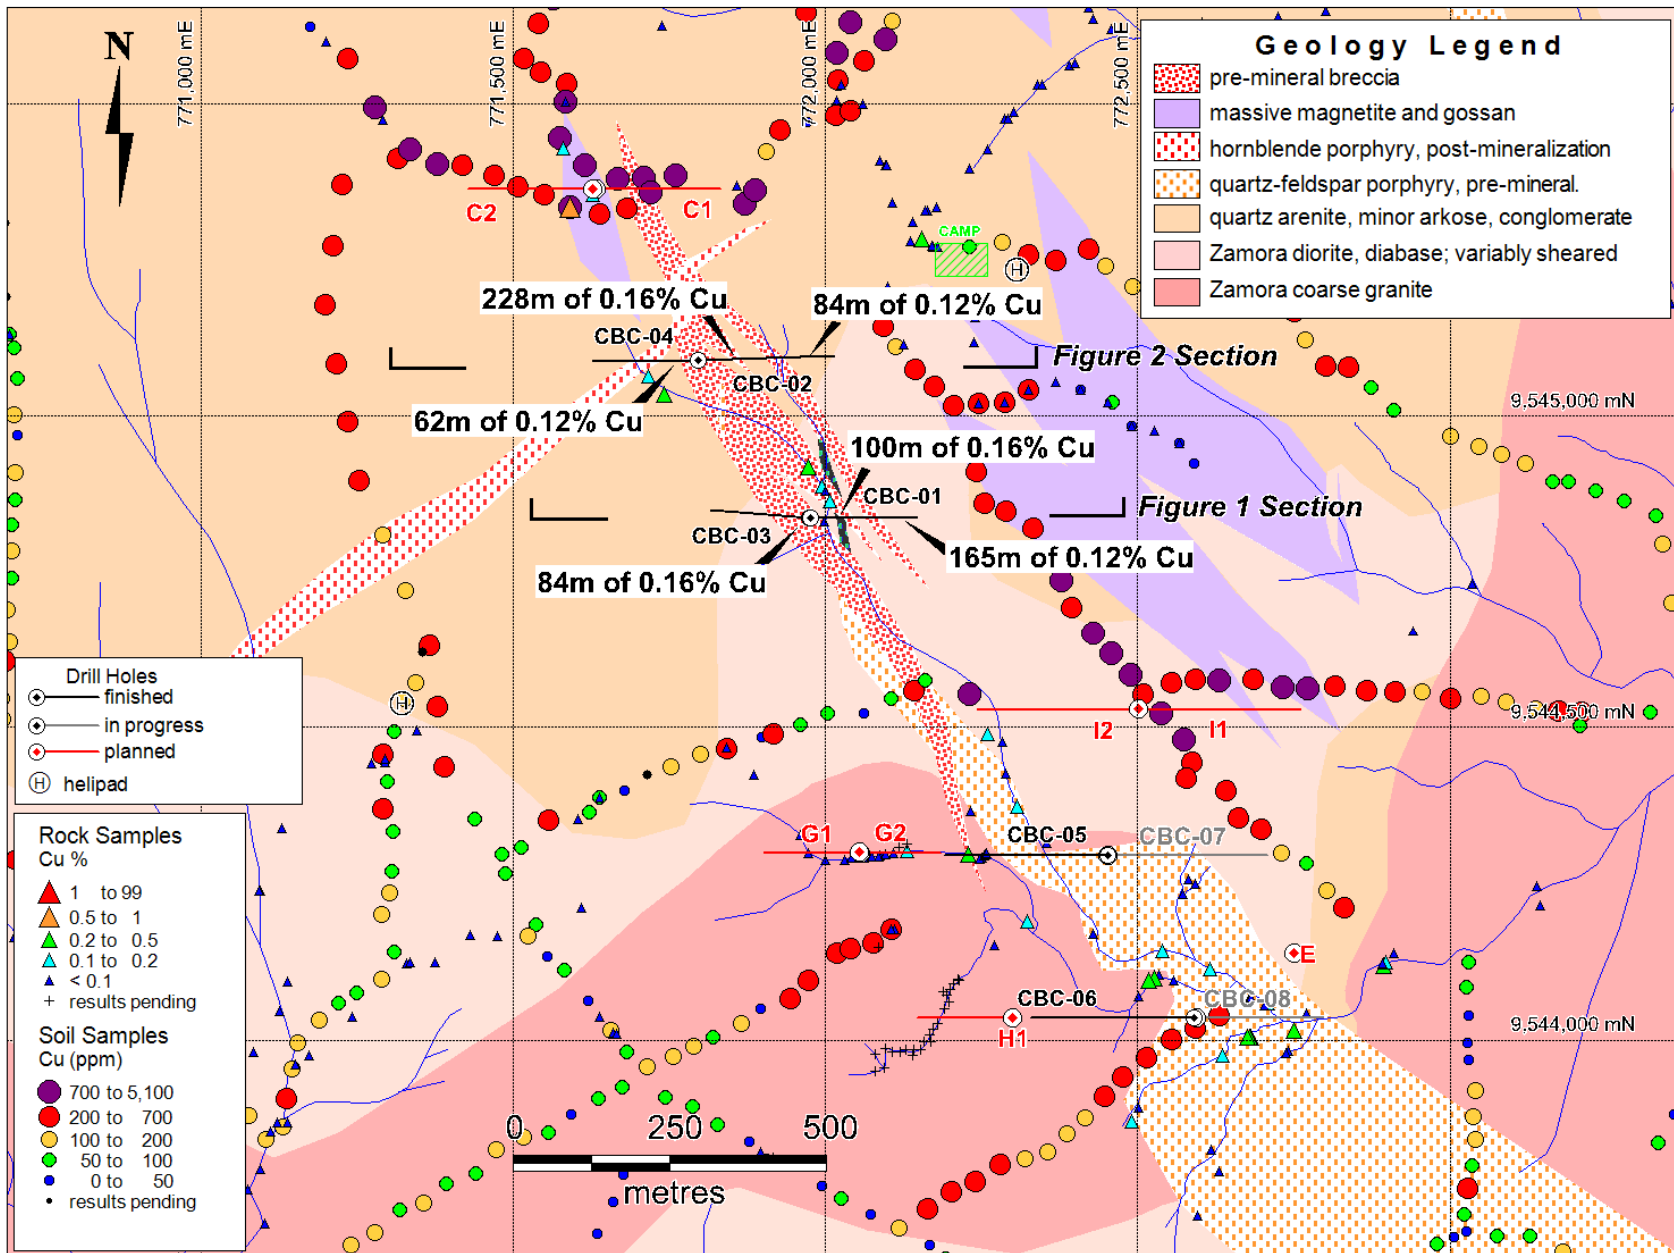 N
771,000 mE
771,500 mE
772,000 mE
772,500 mE
Geology Legend
pre-mineral breccia
massive magnetite and gossan
hornblende porphyry, post-mineralization
quartz-feldspar porphyry, pre-mineral.
quartz arenite, minor arkose, conglomerate
Zamora diorite, diabase; variably sheared
Zamora coarse granite
C2
C1
CAMP
H
228m of 0.16% Cu
84m of 0.12% Cu
CBC-04
Figure 2 Section
CBC-02
62m of 0.12% Cu
9,545,000 mN
100m of 0.16% Cu
CBC-01
Figure 1 Section
CBC-03
165m of 0.12% Cu
84m of 0.16% Cu
Drill Holes
finished
in progress
planned
H helipad
H
I2
I1
9,544,500 mN
G1
G2
CBC-05
CBC-07
Rock Samples
Cu %
1 to 99
0.5 to 1
0.2 to 0.5
0.1 to 0.2
< 0.1
+ results pending
E
CBC-06
CBC-08
H1
9,544,000 mN
Soil Samples
Cu (ppm)
700 to 5,100
200 to 700
100 to 200
50 to 100
0 to 50
results pending
0 250 500
metres